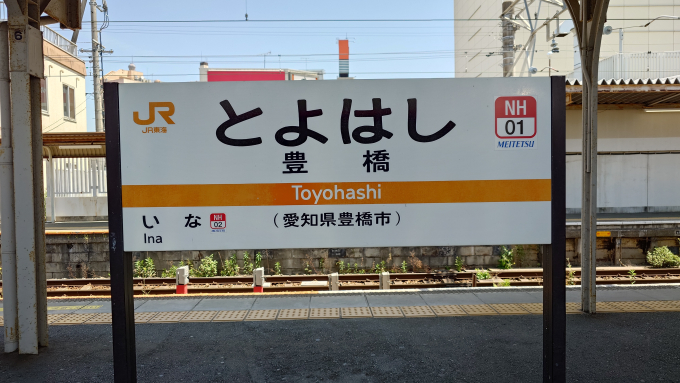 JR
JR東海
とよはし
豊橋
NH
01
MEITETSU
Toyohashi
いな
NH
02
Ina
(愛知県豊橋市)